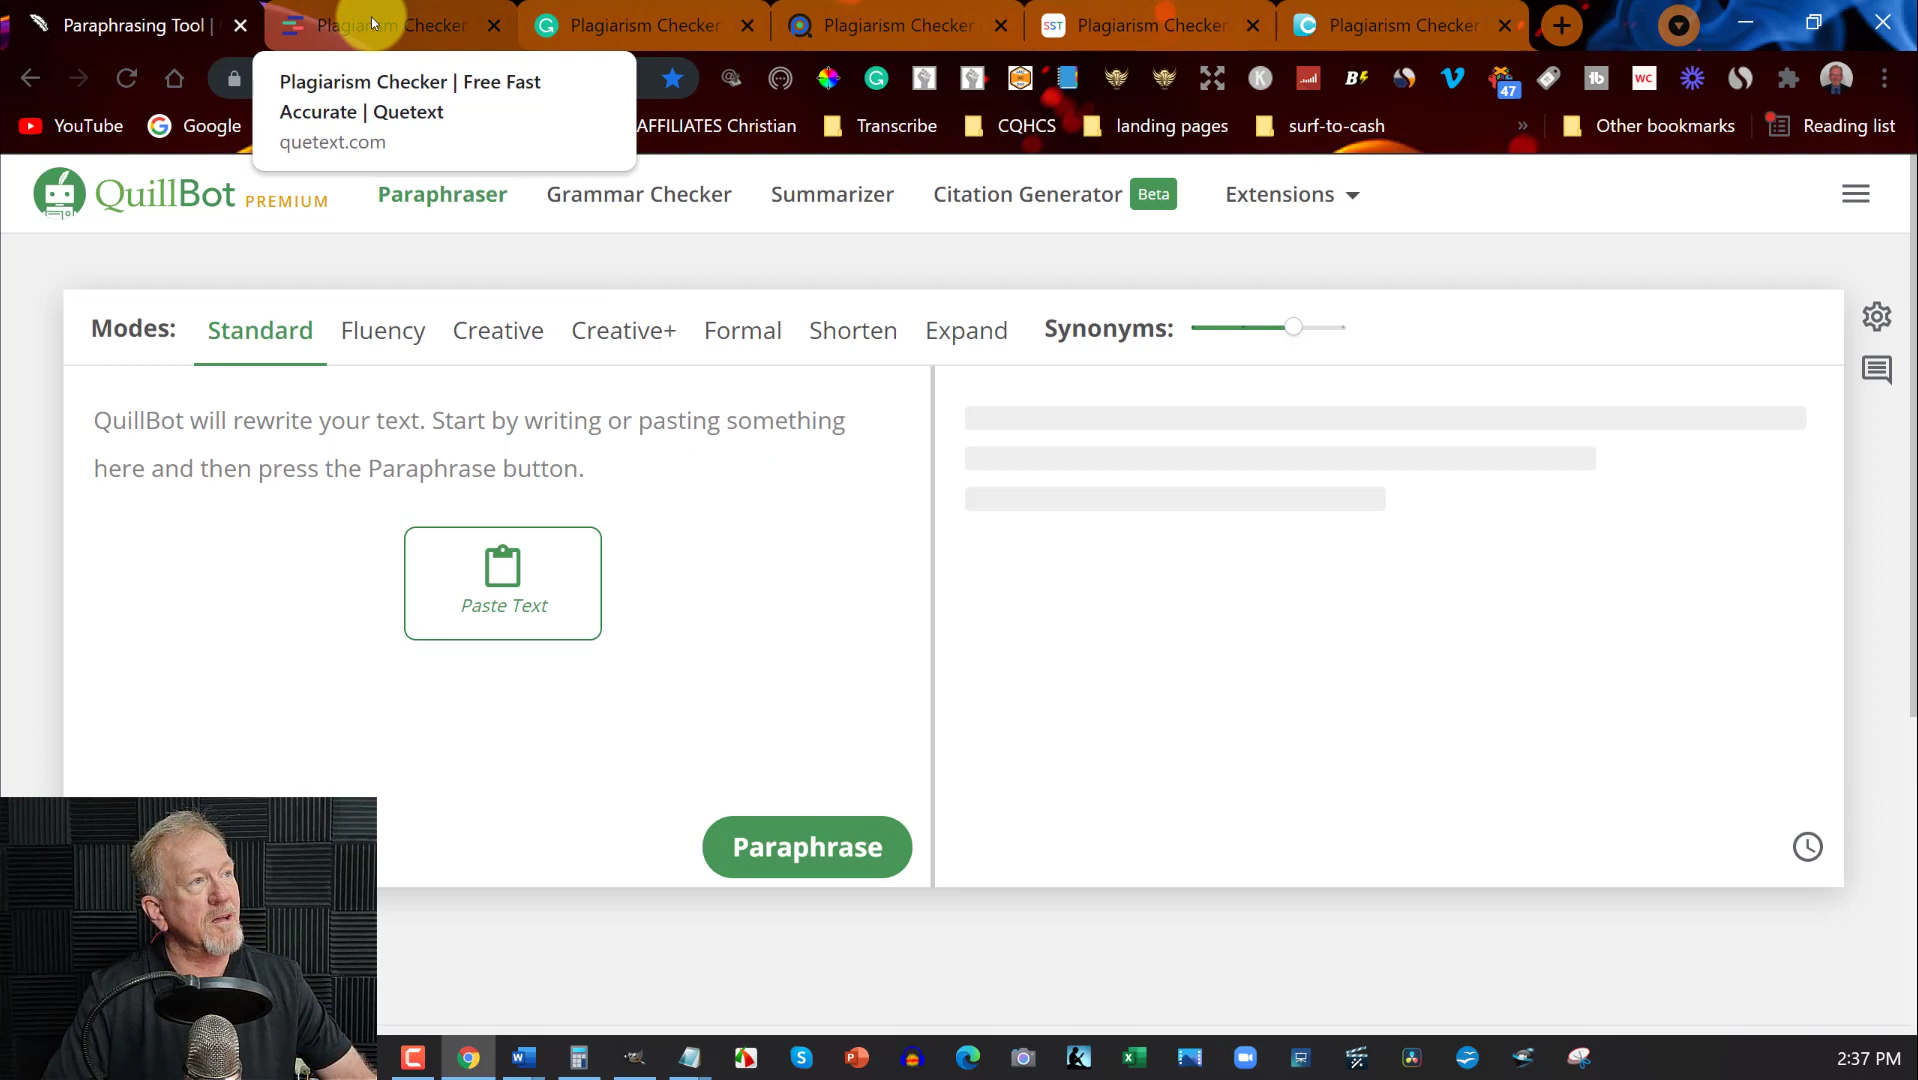 Paraphrasing Tool |
Plagiarism Checker
Plagiarism Checker
Plagiarism Checker
Plagiarism Checker
Plagiarism Checker
Plagiarism Checker | Free Fast
Accurate | Quetext
quetext.com
47
YouTube
Google
AFFILIATES Christian
Transcribe
CQHCS
landing pages
surf-to-cash
»
Other bookmarks
Reading list
QuillBot PREMIUM
Paraphraser
Grammar Checker
Summarizer
Citation Generator Beta
Extensions
Modes:
Standard
Fluency
Creative
Creative+
Formal
Shorten
Expand
Synonyms:
QuillBot will rewrite your text. Start by writing or pasting something
here and then press the Paraphrase button.
Paste Text
Paraphrase
2:37 PM